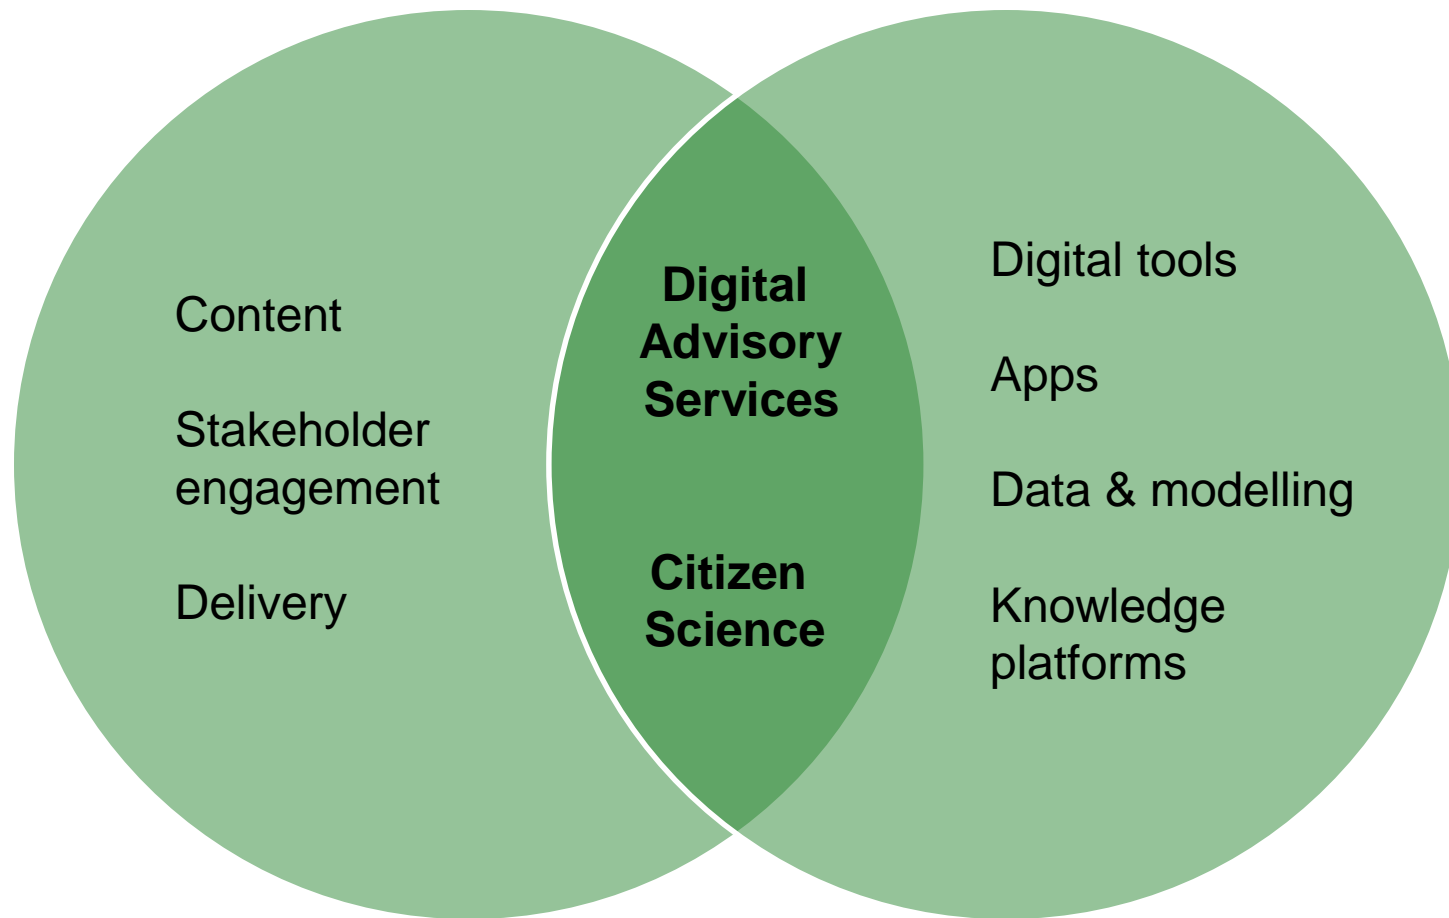 Content
Stakeholder
engagement
Delivery
Digital
Advisory
Services
Citizen
Science
Digital tools
Apps
Data & modelling
Knowledge
platforms